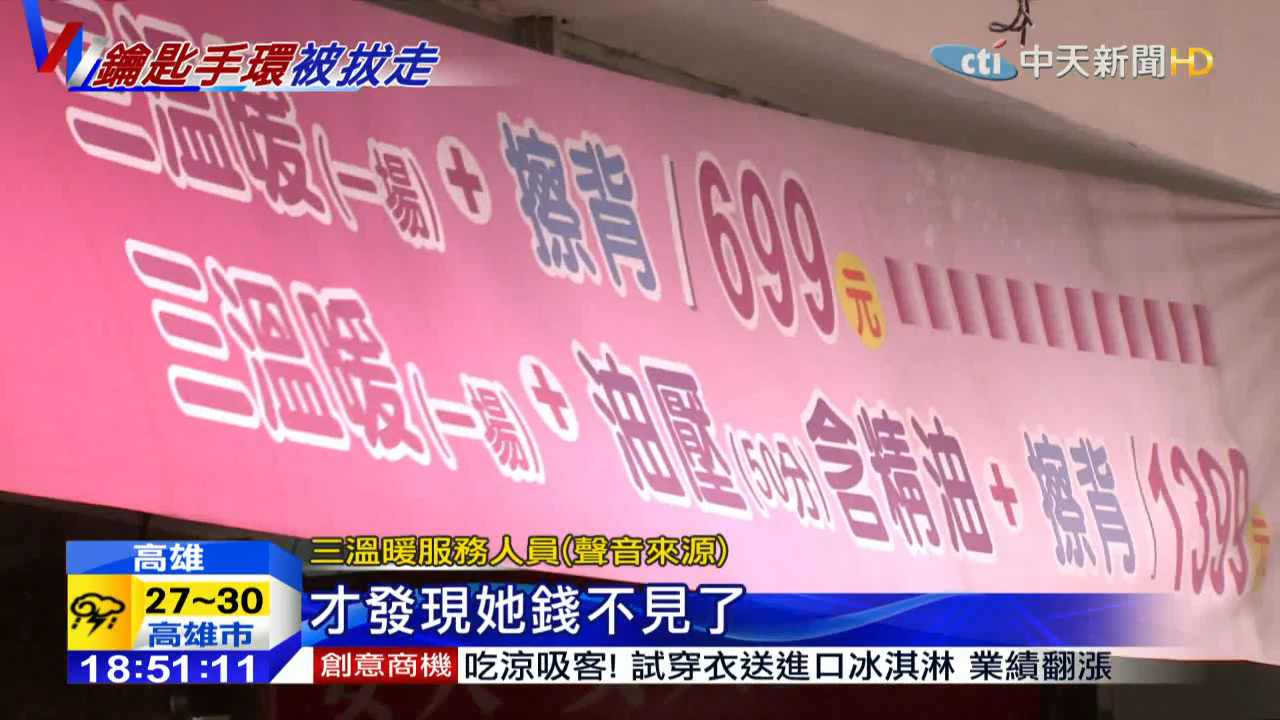 鑰匙手環被拔走
cti 中天新聞HD
三溫暖(一場)+擦背/699元
三溫暖(一場)+油壓(50分)含精油+擦背/1393元
三溫暖服務人員(聲音來源)
才發現她錢不見了
高雄
27~30
高雄市
18:51:11
創意商機 吃涼吸客! 試穿衣送進口冰淇淋 業績翻漲